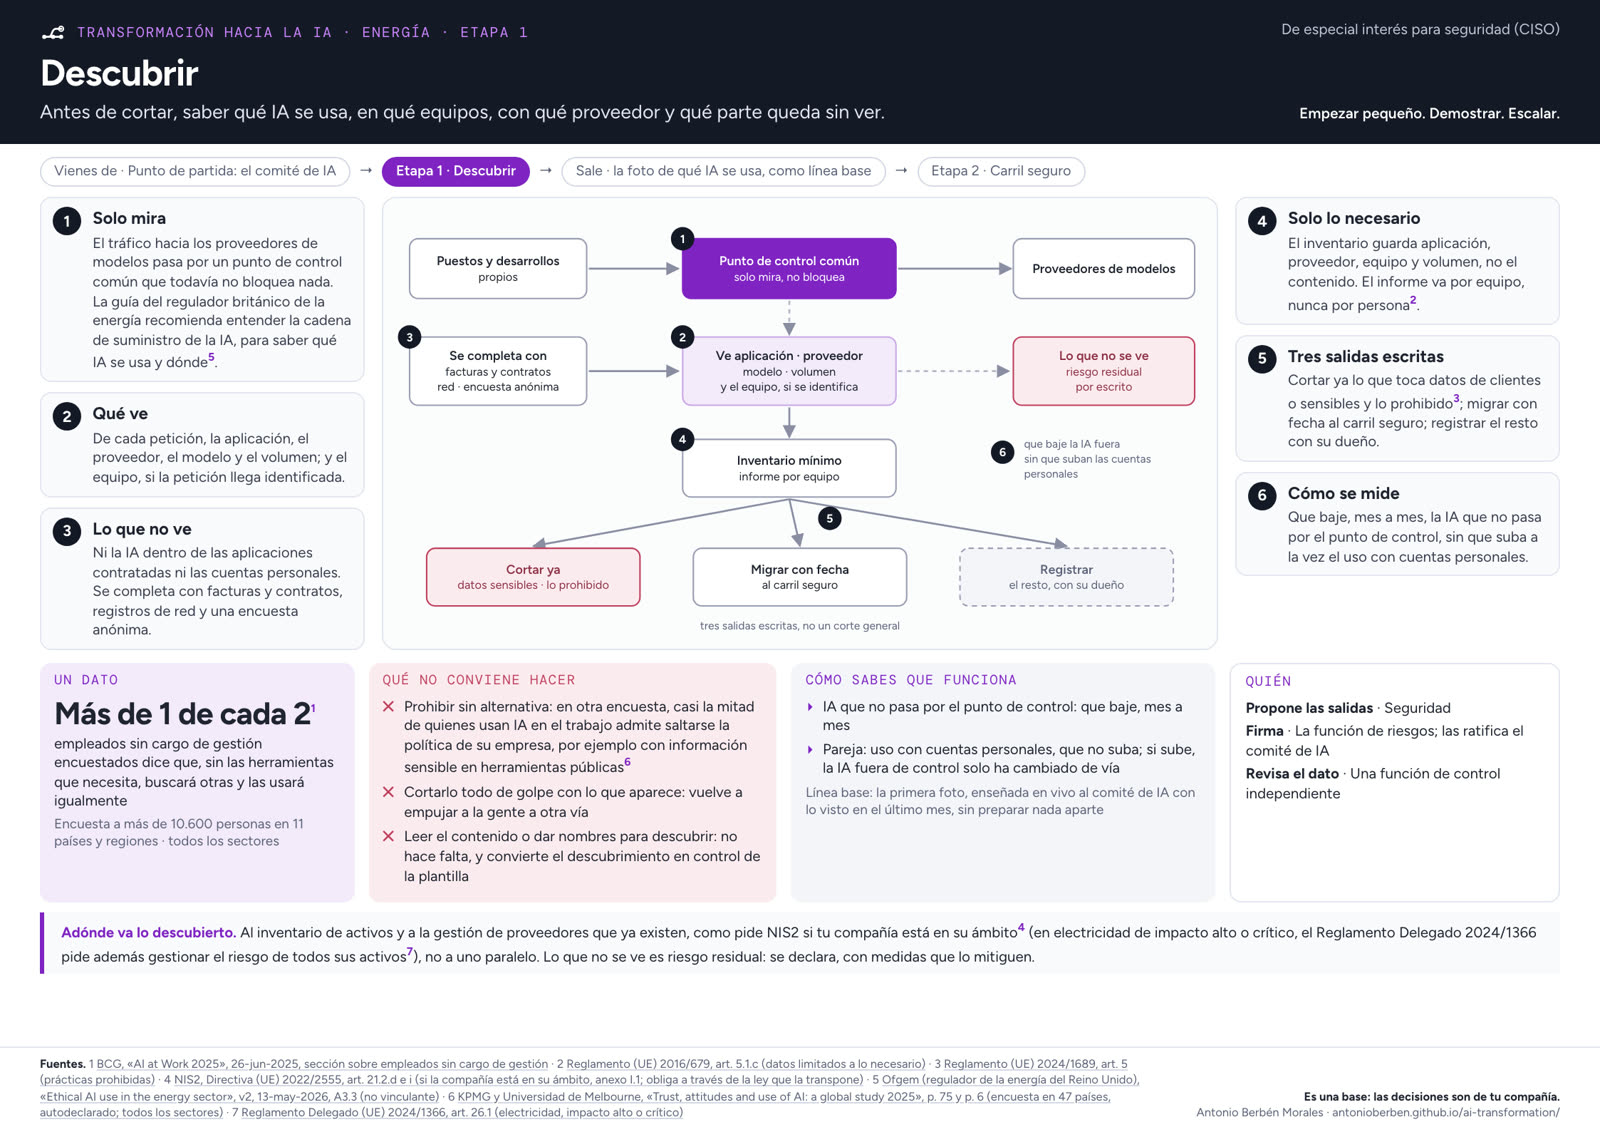 TRANSFORMACIÓN HACIA LA IA · ENERGÍA · ETAPA 1
De especial interés para seguridad (CISO)
Descubrir
Antes de cortar, saber qué IA se usa, en qué equipos, con qué proveedor y qué parte queda sin ver.
Empezar pequeño. Demostrar. Escalar.
Vienes de · Punto de partida: el comité de IA → Etapa 1 · Descubrir → Sale · la foto de qué IA se usa, como línea base → Etapa 2 · Carril seguro
1 Solo mira
El tráfico hacia los proveedores de
modelos pasa por un punto de control
común que todavía no bloquea nada.
La guía del regulador británico de la
energía recomienda entender la cadena
de suministro de la IA, para saber qué
IA se usa y dónde5.
2 Qué ve
De cada petición, la aplicación, el
proveedor, el modelo y el volumen; y el
equipo, si la petición llega identificada.
3 Lo que no ve
Ni la IA dentro de las aplicaciones
contratadas ni las cuentas personales.
Se completa con facturas y contratos,
registros de red y una encuesta
anónima.
Puestos y desarrollos
propios
1
Punto de control común
solo mira, no bloquea
Proveedores de modelos
3
Se completa con
facturas y contratos
red · encuesta anónima
2
Ve aplicación · proveedor
modelo · volumen
y el equipo, si se identifica
Lo que no se ve
riesgo residual
por escrito
4
Inventario mínimo
informe por equipo
6
que baje la IA fuera
sin que suban las cuentas
personales
5
Cortar ya
datos sensibles · lo prohibido
Migrar con fecha
al carril seguro
Registrar
el resto, con su dueño
tres salidas escritas, no un corte general
4 Solo lo necesario
El inventario guarda aplicación,
proveedor, equipo y volumen, no el
contenido. El informe va por equipo,
nunca por persona2.
5 Tres salidas escritas
Cortar ya lo que toca datos de clientes
o sensibles y lo prohibido3; migrar con
fecha al carril seguro; registrar el resto
con su dueño.
6 Cómo se mide
Que baje, mes a mes, la IA que no pasa
por el punto de control, sin que suba a
la vez el uso con cuentas personales.
UN DATO
Más de 1 de cada 21
empleados sin cargo de gestión
encuestados dice que, sin las herramientas
que necesita, buscará otras y las usará
igualmente
Encuesta a más de 10.600 personas en 11
países y regiones · todos los sectores
QUÉ NO CONVIENE HACER
Prohibir sin alternativa: en otra encuesta, casi la mitad
de quienes usan IA en el trabajo admite saltarse la
política de su empresa, por ejemplo con información
sensible en herramientas públicas6
Cortarlo todo de golpe con lo que aparece: vuelve a
empujar a la gente a otra vía
Leer el contenido o dar nombres para descubrir: no
hace falta, y convierte el descubrimiento en control de
la plantilla
CÓMO SABES QUE FUNCIONA
IA que no pasa por el punto de control: que baje, mes a
mes
Pareja: uso con cuentas personales, que no suba; si sube,
la IA fuera de control solo ha cambiado de vía
Línea base: la primera foto, enseñada en vivo al comité de IA con
lo visto en el último mes, sin preparar nada aparte
QUIÉN
Propone las salidas · Seguridad
Firma · La función de riesgos; las ratifica el
comité de IA
Revisa el dato · Una función de control
independiente
Adónde va lo descubierto. Al inventario de activos y a la gestión de proveedores que ya existen, como pide NIS2 si tu compañía está en su ámbito4 (en electricidad de impacto alto o crítico, el Reglamento Delegado 2024/1366
pide además gestionar el riesgo de todos sus activos7), no a uno paralelo. Lo que no se ve es riesgo residual: se declara, con medidas que lo mitiguen.
Fuentes. 1 BCG, «AI at Work 2025», 26-jun-2025, sección sobre empleados sin cargo de gestión · 2 Reglamento (UE) 2016/679, art. 5.1.c (datos limitados a lo necesario) · 3 Reglamento (UE) 2024/1689, art. 5
(prácticas prohibidas) · 4 NIS2, Directiva (UE) 2022/2555, art. 21.2.d e i (si la compañía está en su ámbito, anexo I.1; obliga a través de la ley que la transpone) · 5 Ofgem (regulador de la energía del Reino Unido),
«Ethical AI use in the energy sector», v2, 13-may-2026, A3.3 (no vinculante) · 6 KPMG y Universidad de Melbourne, «Trust, attitudes and use of AI: a global study 2025», p. 75 y p. 6 (encuesta en 47 países,
autodeclarado; todos los sectores) · 7 Reglamento Delegado (UE) 2024/1366, art. 26.1 (electricidad, impacto alto o crítico)
Es una base: las decisiones son de tu compañía.
Antonio Berbén Morales · antonioberben.github.io/ai-transformation/